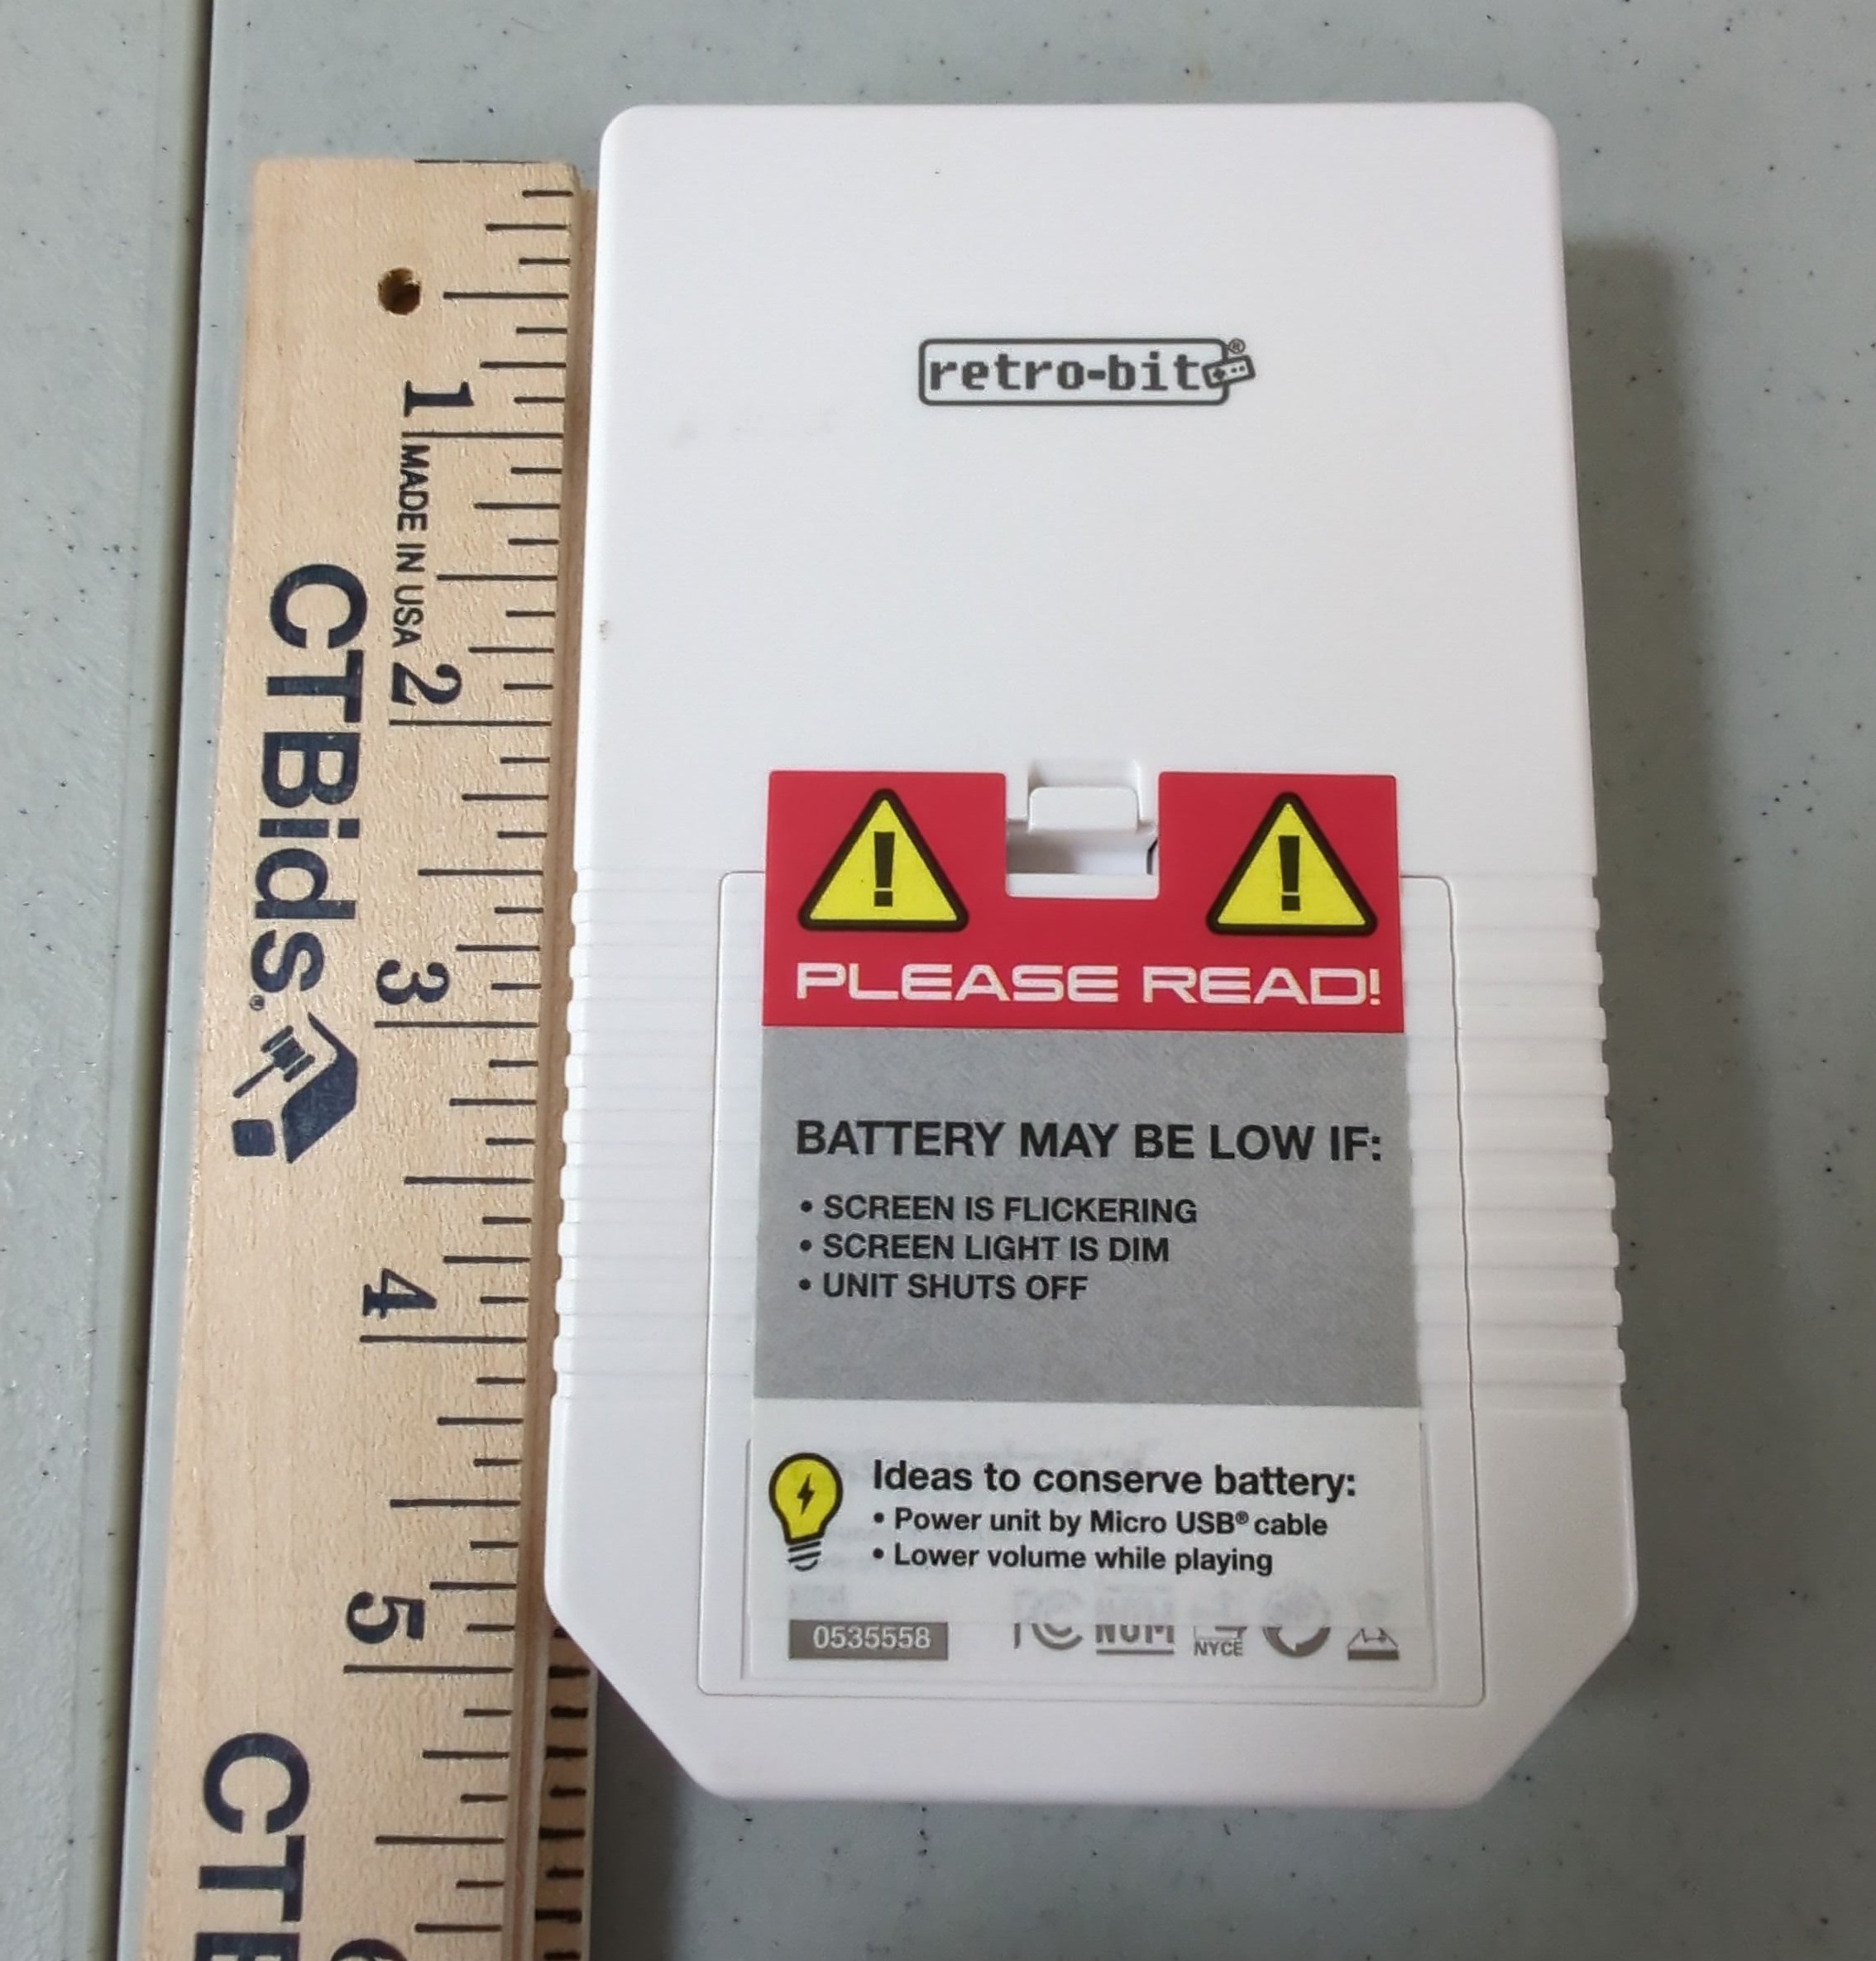 1
MADE IN USA
2
3
4
5
CTBids®
retro-bit®
!
!
PLEASE READ!
BATTERY MAY BE LOW IF:
• SCREEN IS FLICKERING
• SCREEN LIGHT IS DIM
• UNIT SHUTS OFF
Ideas to conserve battery:
• Power unit by Micro USB® cable
• Lower volume while playing
0535558
NYCE